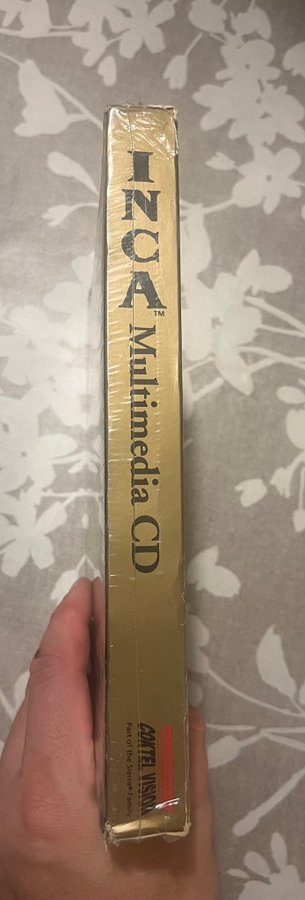 INCA™ Multimedia CD
COKTEL VISION
Part of the Sierra® Family